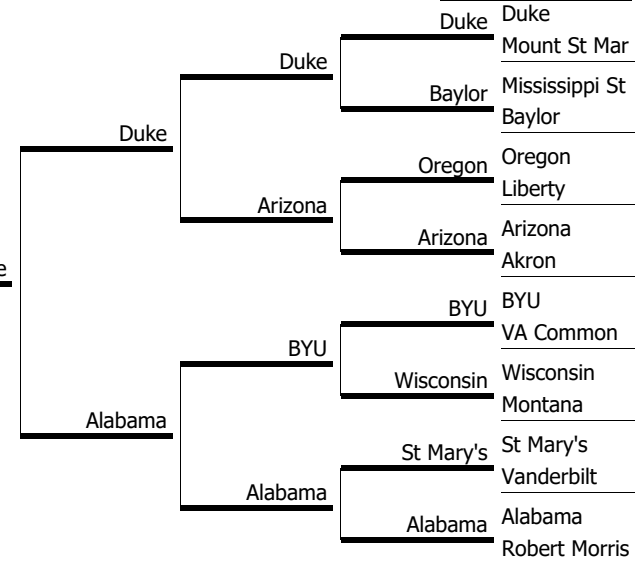 Duke
Duke
Mount St Mar
Duke
Baylor
Mississippi St
Baylor
Duke
Oregon
Oregon
Liberty
Arizona
Arizona
Arizona
Akron
e
BYU
BYU
VA Common
BYU
Wisconsin
Wisconsin
Montana
Alabama
St Mary's
St Mary's
Vanderbilt
Alabama
Alabama
Alabama
Robert Morris